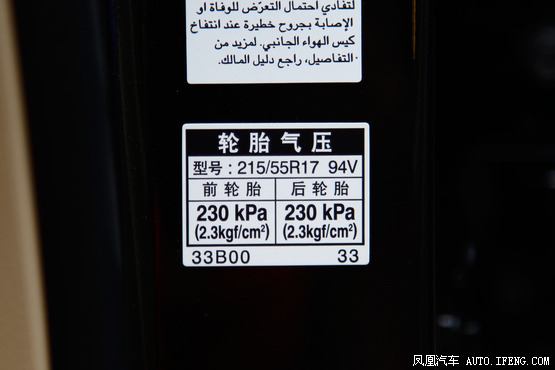 لتفادي احتمال التعرّض للوفاة او
الإصابة بجروح خطيرة عند انتفاخ
كيس الهواء الجانبي. لمزيد من
التفاصيل، راجع دليل المالك.
轮胎气压
型号: 215/55R17 94V
前轮胎 后轮胎
230 kPa 230 kPa
(2.3kgf/cm²) (2.3kgf/cm²)
33B00 33
凤凰汽车 AUTO.IFENG.COM